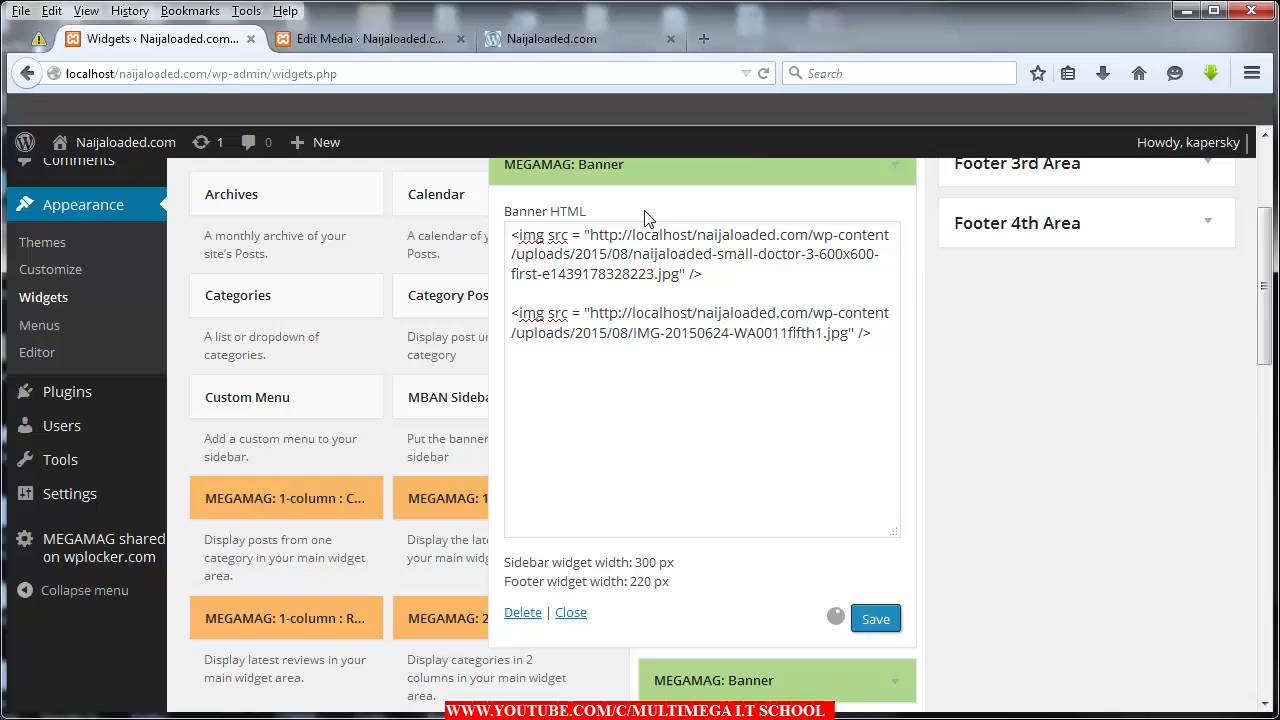 File Edit View History Bookmarks Tools Help
Widgets ‹ Naijaloaded.com... × Edit Media ‹ Naijaloaded.c... × Naijaloaded.com ×
localhost/naijaloaded.com/wp-admin/widgets.php Search
Naijaloaded.com 1 0 New Howdy, kapersky
Comments
Appearance
Themes
Customize
Widgets
Menus
Editor
Plugins
Users
Tools
Settings
MEGAMAG shared
on wplocker.com
Collapse menu
Archives
A monthly archive of your
site's Posts.
Categories
A list or dropdown of
categories.
Custom Menu
Add a custom menu to your
sidebar.
MEGAMAG: 1-column : C...
Display posts from one
category in your main widget
area.
MEGAMAG: 1-column : R...
Display latest reviews in your
main widget area.
Calendar
A calendar of y
Posts.
Category Pos
Display post u
category
MBAN Sideba
Put the banner
sidebar
MEGAMAG: 1
Display the late
your main widg
MEGAMAG: 2
Display categories in 2
columns in your main widget
area.
MEGAMAG: Banner
Banner HTML
<img src = "http://localhost/naijaloaded.com/wp-content
/uploads/2015/08/naijaloaded-small-doctor-3-600x600-
first-e1439178328223.jpg" />
<img src = "http://localhost/naijaloaded.com/wp-content
/uploads/2015/08/IMG-20150624-WA0011fifth1.jpg" />
Sidebar widget width: 300 px
Footer widget width: 220 px
Delete | Close Save
MEGAMAG: Banner
Footer 3rd Area
Footer 4th Area
WWW.YOUTUBE.COM/C/MULTIMEGA I.T SCHOOL